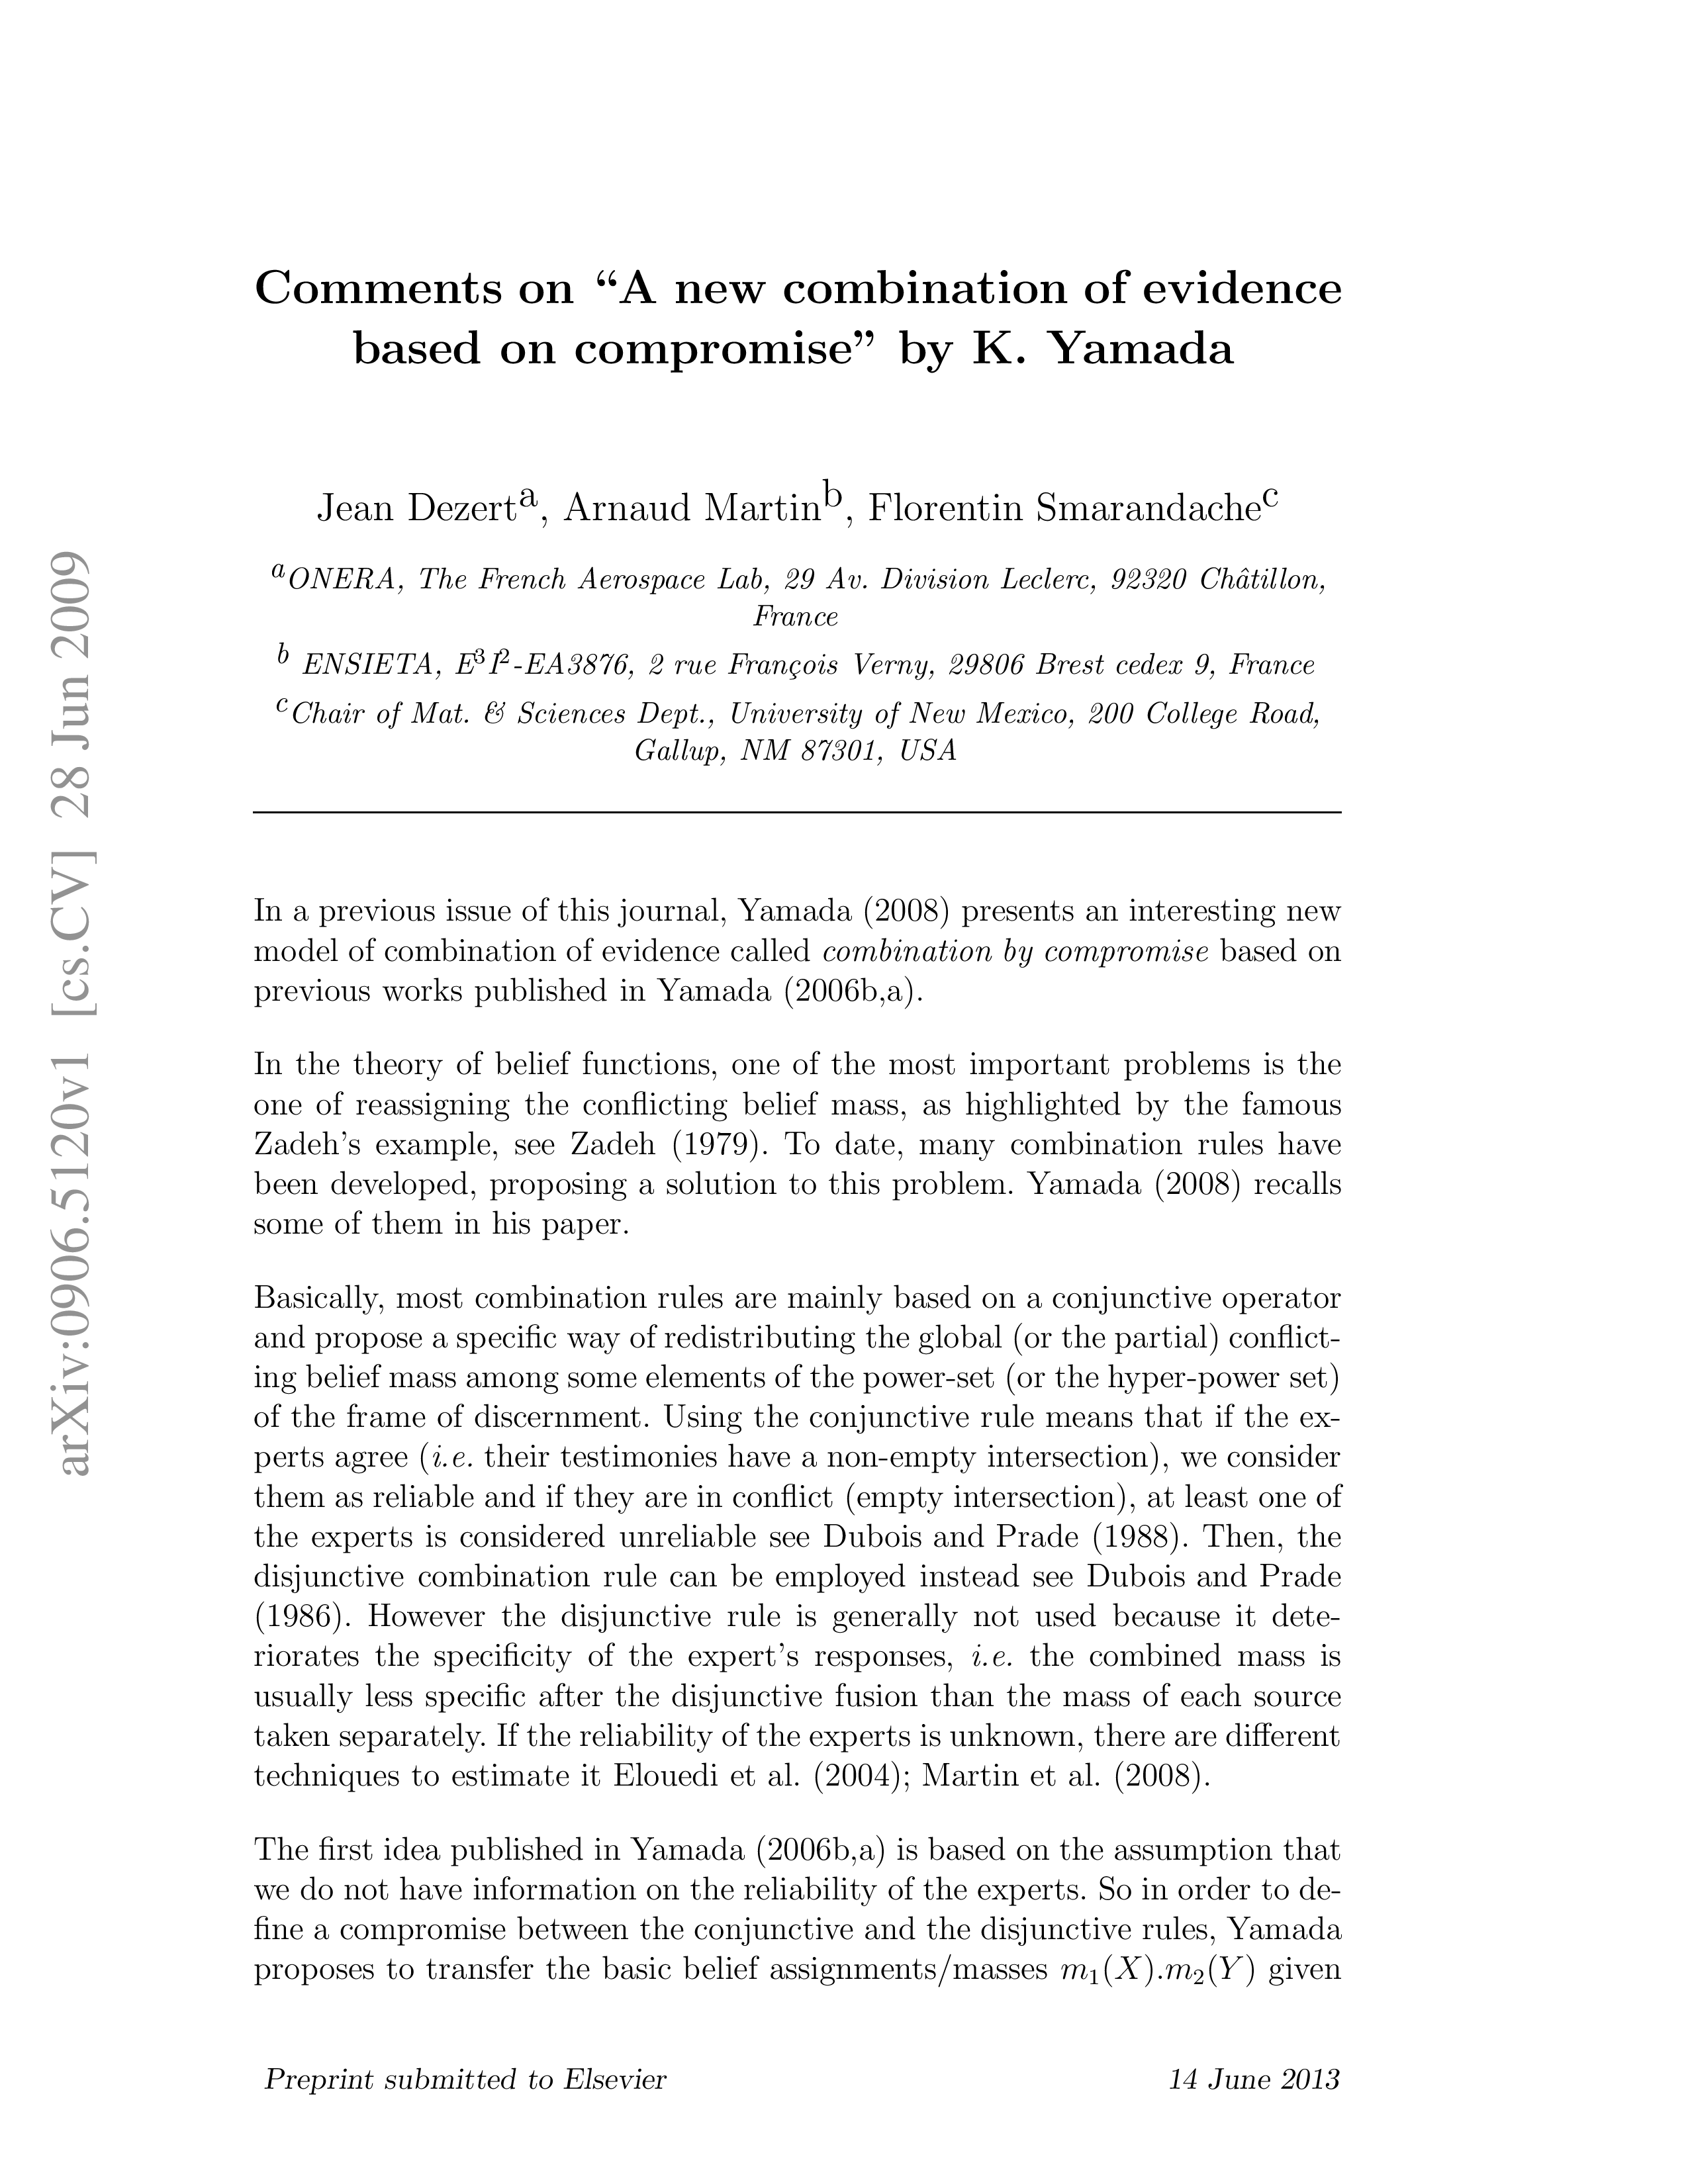 arXiv:0906.5120v1 [cs.CV] 28 Jun 2009
Comments on “A new combination of evidence
based on compromise” by K. Yamada
Jean Dezertᵃ, Arnaud Martinᵇ, Florentin Smarandacheᶜ
ᵃONERA, The French Aerospace Lab, 29 Av. Division Leclerc, 92320 Châtillon,
France
ᵇ ENSIETA, E³I²-EA3876, 2 rue François Verny, 29806 Brest cedex 9, France
ᶜChair of Mat. & Sciences Dept., University of New Mexico, 200 College Road,
Gallup, NM 87301, USA
In a previous issue of this journal, Yamada (2008) presents an interesting new
model of combination of evidence called combination by compromise based on
previous works published in Yamada (2006b,a).
In the theory of belief functions, one of the most important problems is the
one of reassigning the conflicting belief mass, as highlighted by the famous
Zadeh’s example, see Zadeh (1979). To date, many combination rules have
been developed, proposing a solution to this problem. Yamada (2008) recalls
some of them in his paper.
Basically, most combination rules are mainly based on a conjunctive operator
and propose a specific way of redistributing the global (or the partial) conflict-
ing belief mass among some elements of the power-set (or the hyper-power set)
of the frame of discernment. Using the conjunctive rule means that if the ex-
perts agree (i.e. their testimonies have a non-empty intersection), we consider
them as reliable and if they are in conflict (empty intersection), at least one of
the experts is considered unreliable see Dubois and Prade (1988). Then, the
disjunctive combination rule can be employed instead see Dubois and Prade
(1986). However the disjunctive rule is generally not used because it dete-
riorates the specificity of the expert’s responses, i.e. the combined mass is
usually less specific after the disjunctive fusion than the mass of each source
taken separately. If the reliability of the experts is unknown, there are different
techniques to estimate it Elouedi et al. (2004); Martin et al. (2008).
The first idea published in Yamada (2006b,a) is based on the assumption that
we do not have information on the reliability of the experts. So in order to de-
fine a compromise between the conjunctive and the disjunctive rules, Yamada
proposes to transfer the basic belief assignments/masses m₁(X).m₂(Y) given
Preprint submitted to Elsevier
14 June 2013